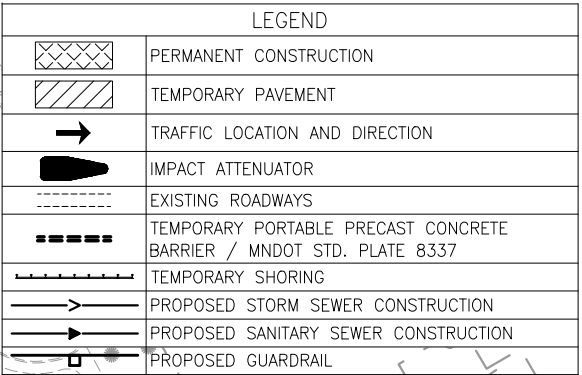 LEGEND
PERMANENT CONSTRUCTION
TEMPORARY PAVEMENT
TRAFFIC LOCATION AND DIRECTION
IMPACT ATTENUATOR
EXISTING ROADWAYS
TEMPORARY PORTABLE PRECAST CONCRETE
BARRIER / MNDOT STD. PLATE 8337
TEMPORARY SHORING
PROPOSED STORM SEWER CONSTRUCTION
PROPOSED SANITARY SEWER CONSTRUCTION
PROPOSED GUARDRAIL